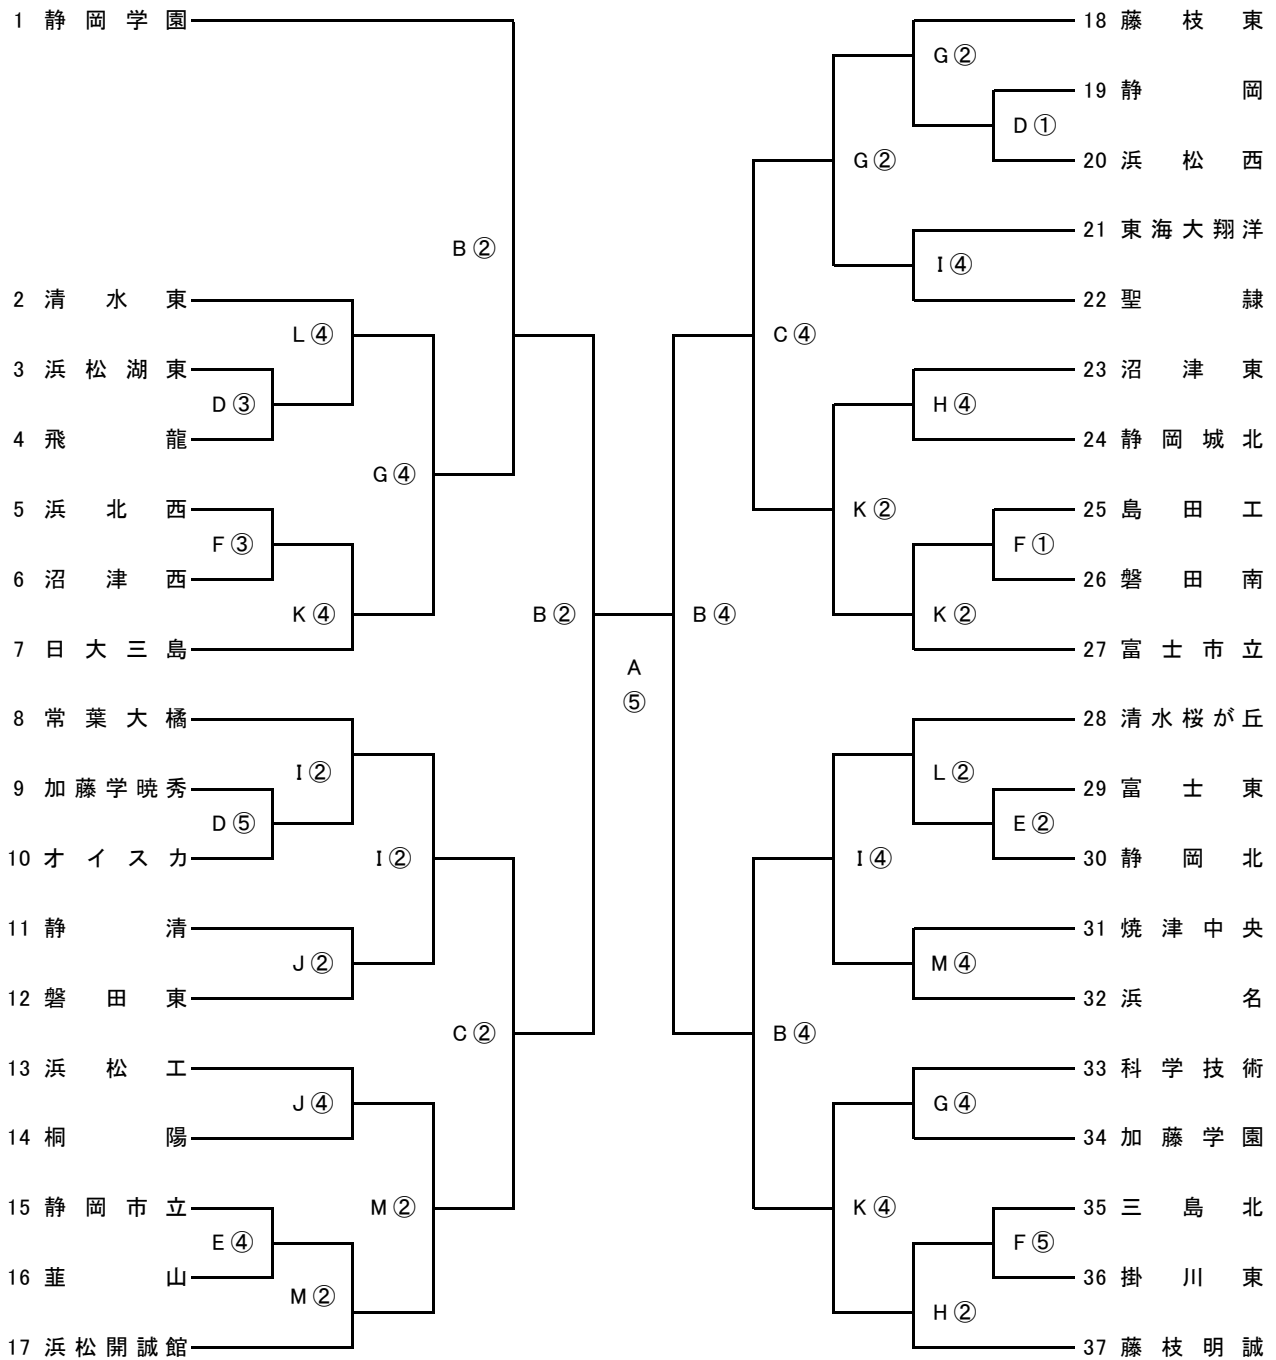 1 静岡学園
B②
2 清水東
L④
3 浜松湖東
D③
4 飛龍
G④
5 浜北西
F③
6 沼津西
K④
7 日大三島
B②
8 常葉大橘
I②
9 加藤学暁秀
D⑤
10 オイスカ
I②
11 静清
J②
12 磐田東
C②
13 浜松工
J④
14 桐陽
M②
15 静岡市立
E④
16 韮山
M②
17 浜松開誠館
A
⑤
18 藤枝東
G②
19 静岡
D①
20 浜松西
G②
21 東海大翔洋
I④
22 聖隷
C④
23 沼津東
H④
24 静岡城北
K②
25 島田工
F①
26 磐田南
K②
27 富士市立
B④
28 清水桜が丘
L②
29 富士東
E②
30 静岡北
I④
31 焼津中央
M④
32 浜名
B④
33 科学技術
G④
34 加藤学園
K④
35 三島北
F⑤
36 掛川東
H②
37 藤枝明誠